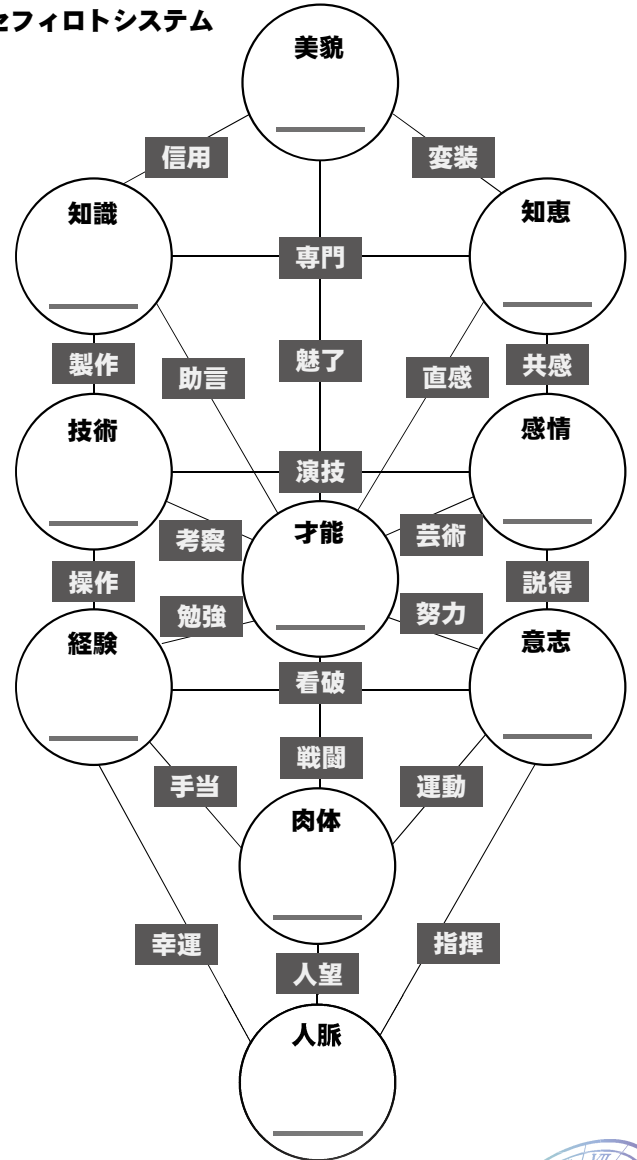 セフィロトシステム
美貌
信用
変装
知識
知恵
専門
製作
助言
魅了
直感
共感
技術
感情
演技
考察
才能
芸術
操作
説得
勉強
努力
経験
意志
看破
戦闘
手当
運動
肉体
幸運
指揮
人望
人脈
VII